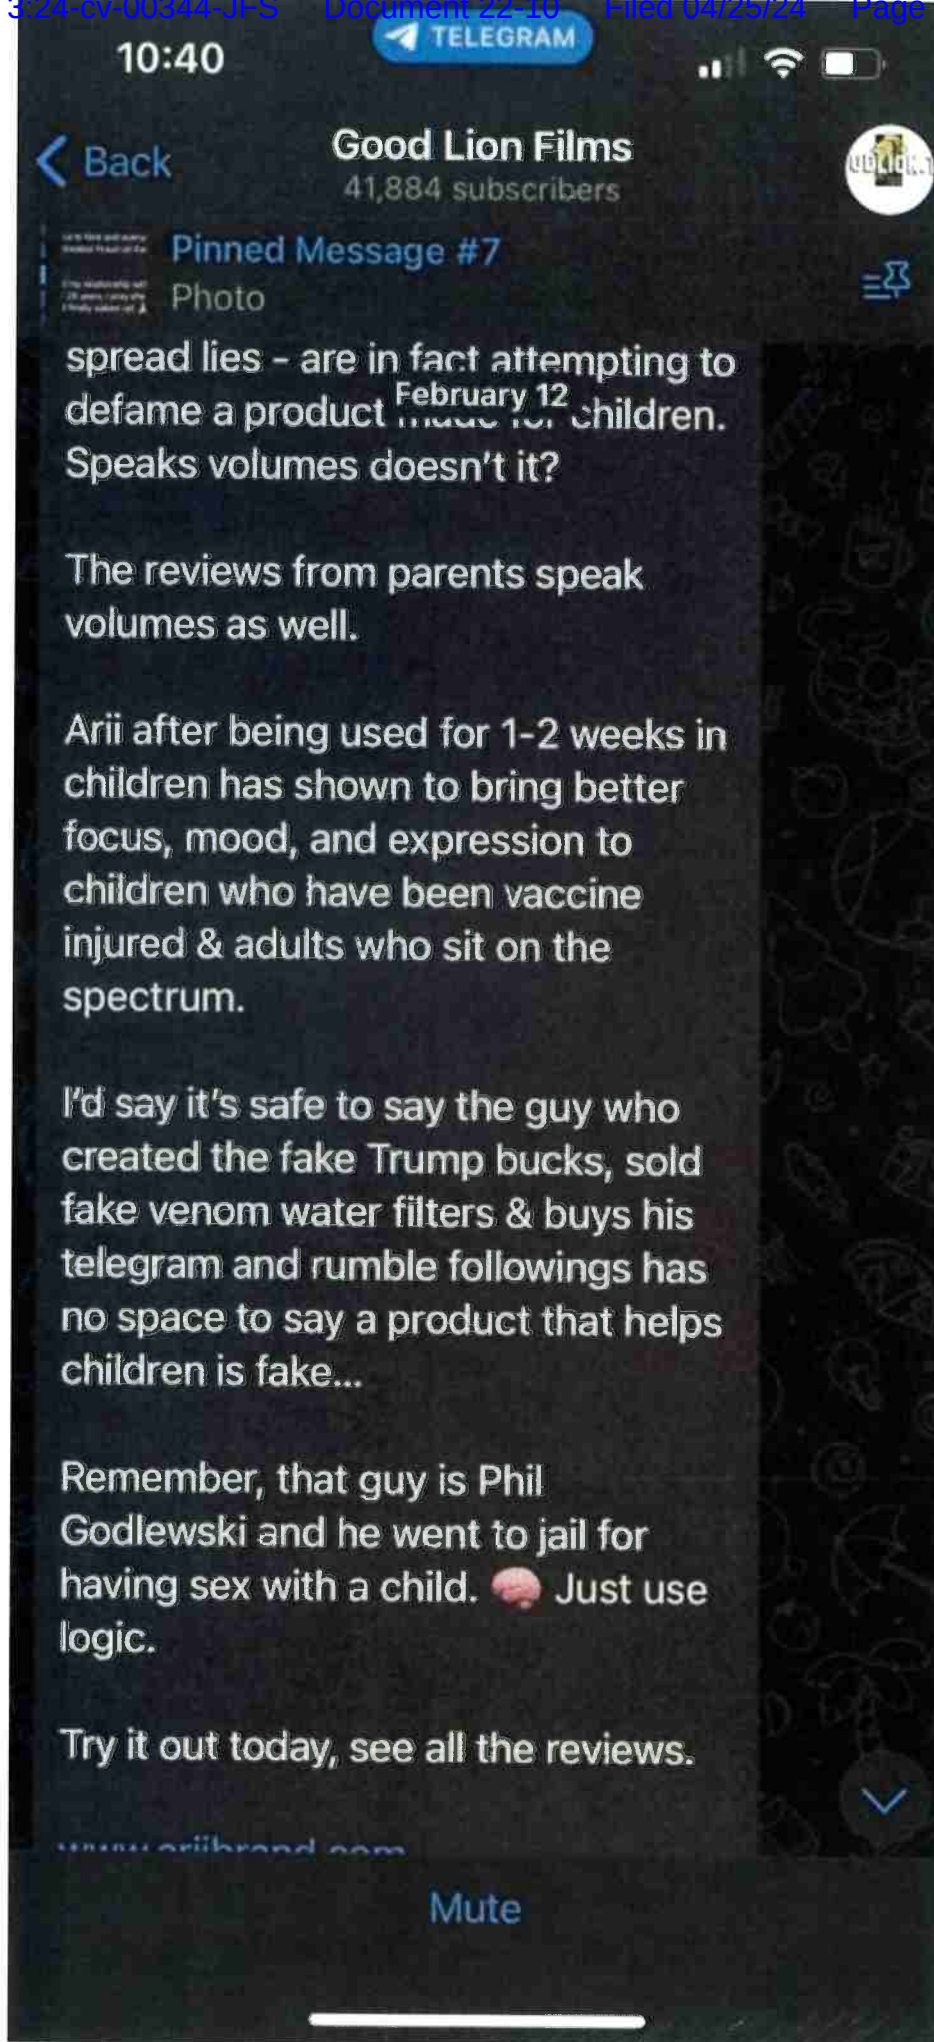 3:24-cv-00344-JFS Document 22-10 Filed 04/25/24 Page
TELEGRAM
10:40
Back
Good Lion Films
41,884 subscribers
Pinned Message #7
Photo
spread lies - are in fact attempting to
February 12
defame a product made for children.
Speaks volumes doesn't it?
The reviews from parents speak
volumes as well.
Arii after being used for 1-2 weeks in
children has shown to bring better
focus, mood, and expression to
children who have been vaccine
injured & adults who sit on the
spectrum.
I'd say it's safe to say the guy who
created the fake Trump bucks, sold
fake venom water filters & buys his
telegram and rumble followings has
no space to say a product that helps
children is fake...
Remember, that guy is Phil
Godlewski and he went to jail for
having sex with a child. 🧠 Just use
logic.
Try it out today, see all the reviews.
www.ariibrand.com
Mute